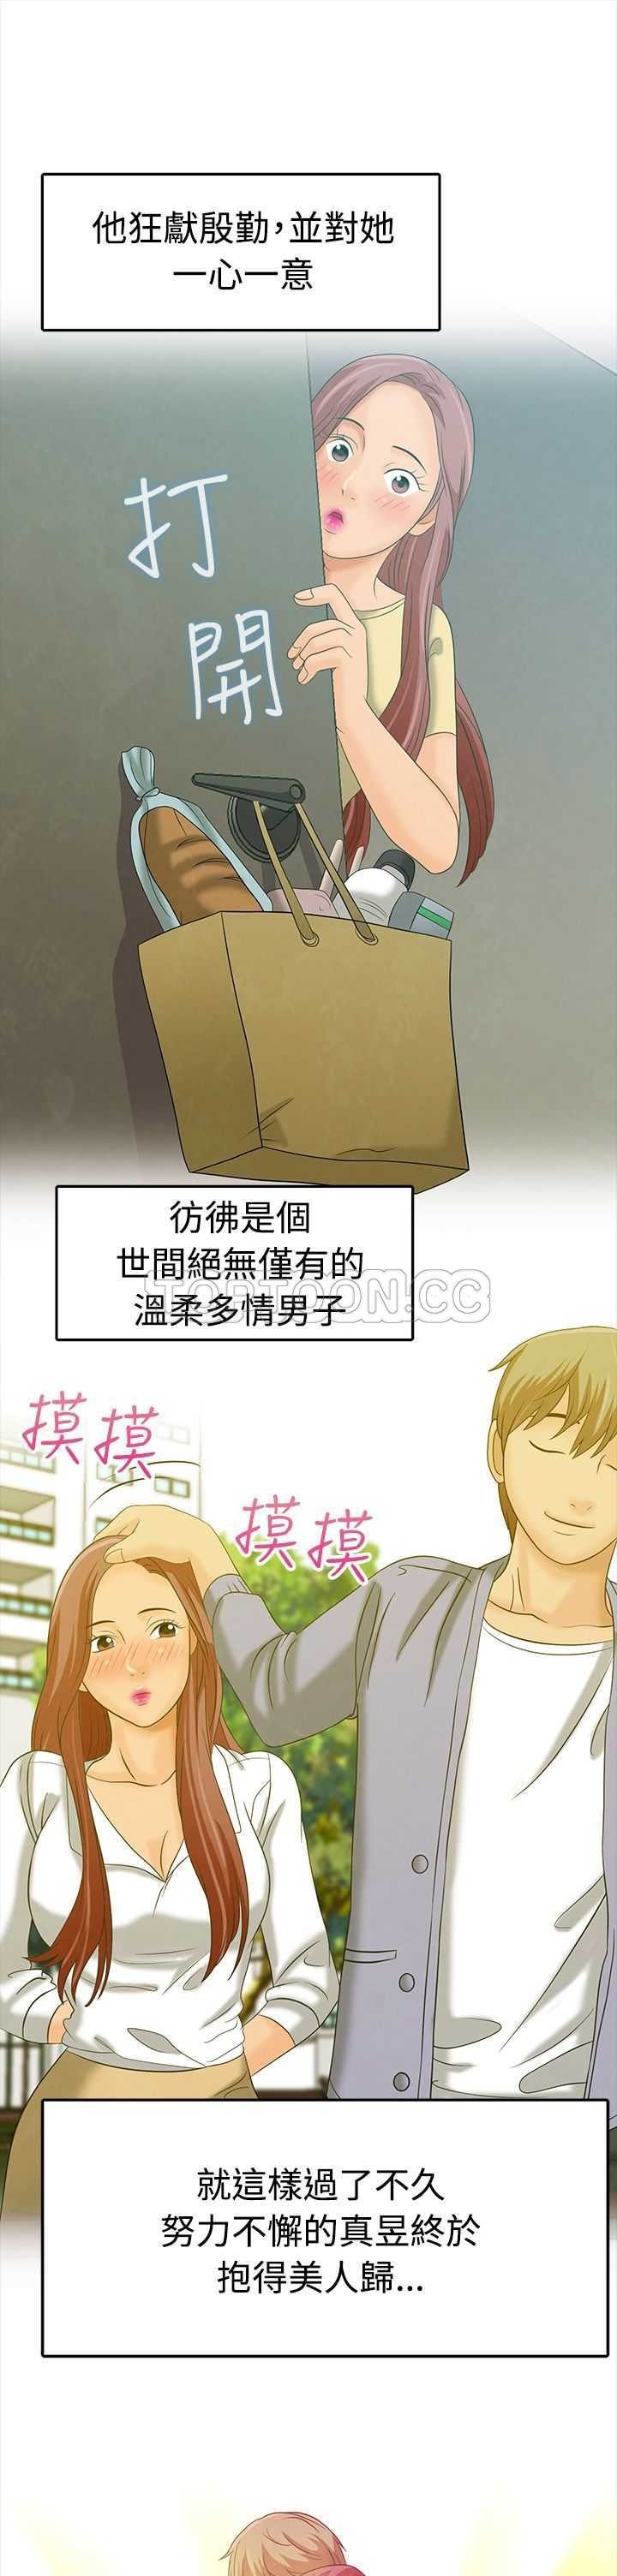 他狂獻殷勤,並對她
一心一意
打
開
彷彿是個
世間絕無僅有的
溫柔多情男子
TOPTOON.CC
摸摸
摸摸
就這樣過了不久
努力不懈的真昱終於
抱得美人歸...